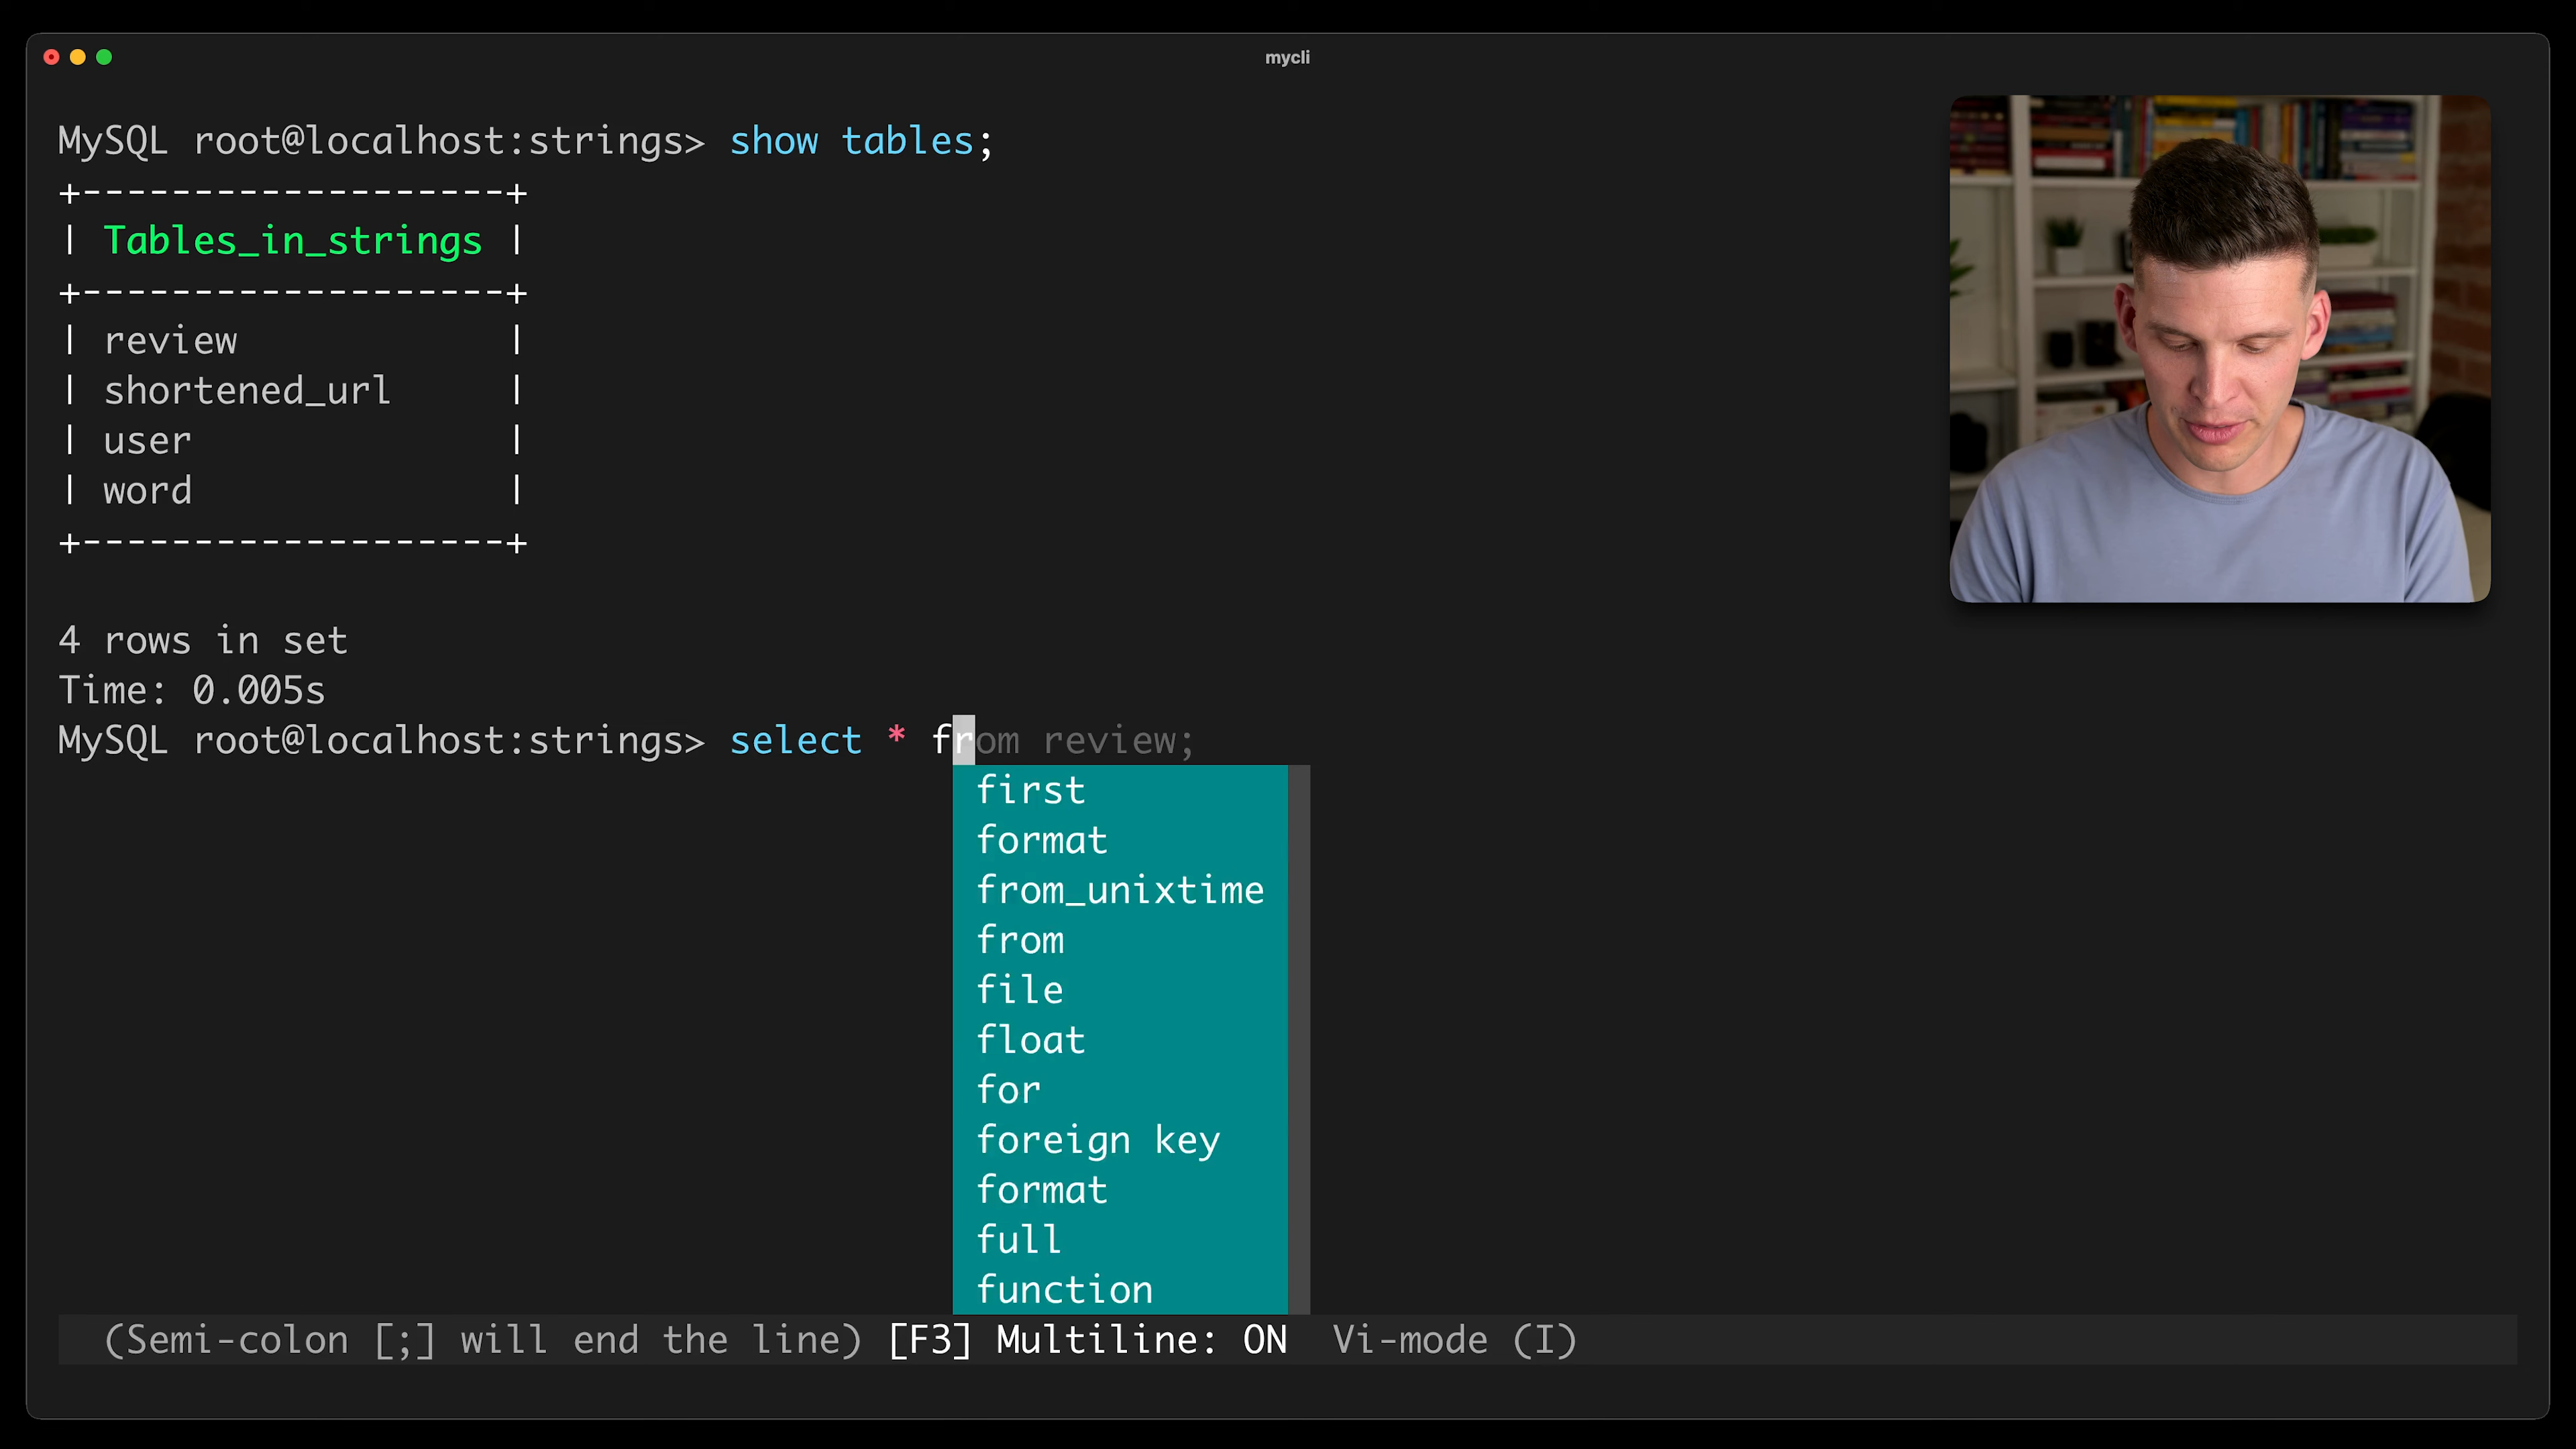 mycli
MySQL root@localhost:strings> show tables;
+-------------------+
| Tables_in_strings |
+-------------------+
| review            |
| shortened_url     |
| user              |
| word              |
+-------------------+
4 rows in set
Time: 0.005s
MySQL root@localhost:strings> select * from review;
first
format
from_unixtime
from
file
float
for
foreign key
format
full
function
(Semi-colon [;] will end the line) [F3] Multiline: ON  Vi-mode (I)